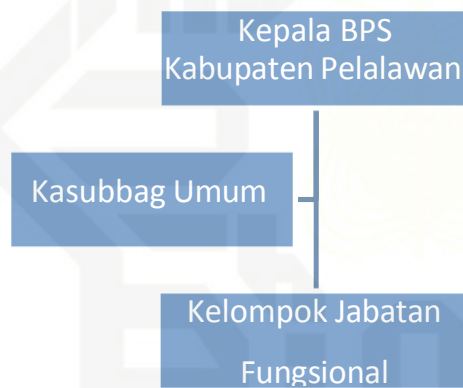 Kepala BPS
Kabupaten Pelalawan
Kasubbag Umum
Kelompok Jabatan
Fungsional